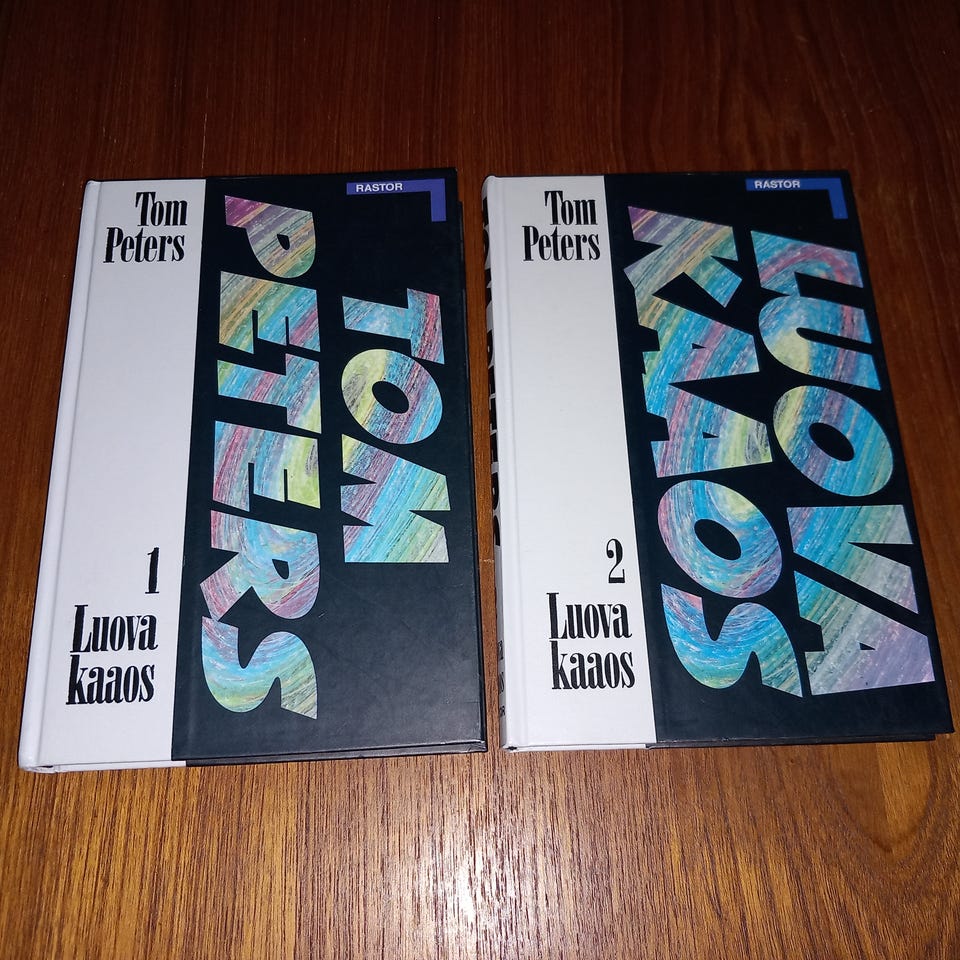 Tom
Peters
1
Luova
kaaos
RASTOR
TOM
PETERS
Tom
Peters
2
Luova
kaaos
RASTOR
LUOVA
KAAOS